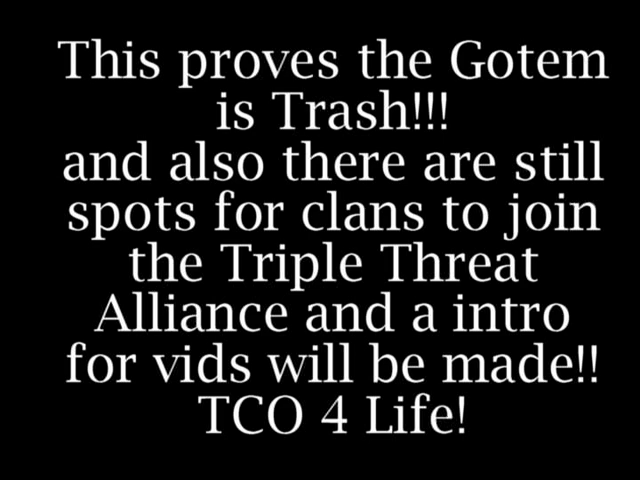 This proves the Gotem
is Trash!!!
and also there are still
spots for clans to join
the Triple Threat
Alliance and a intro
for vids will be made!!
TCO 4 Life!